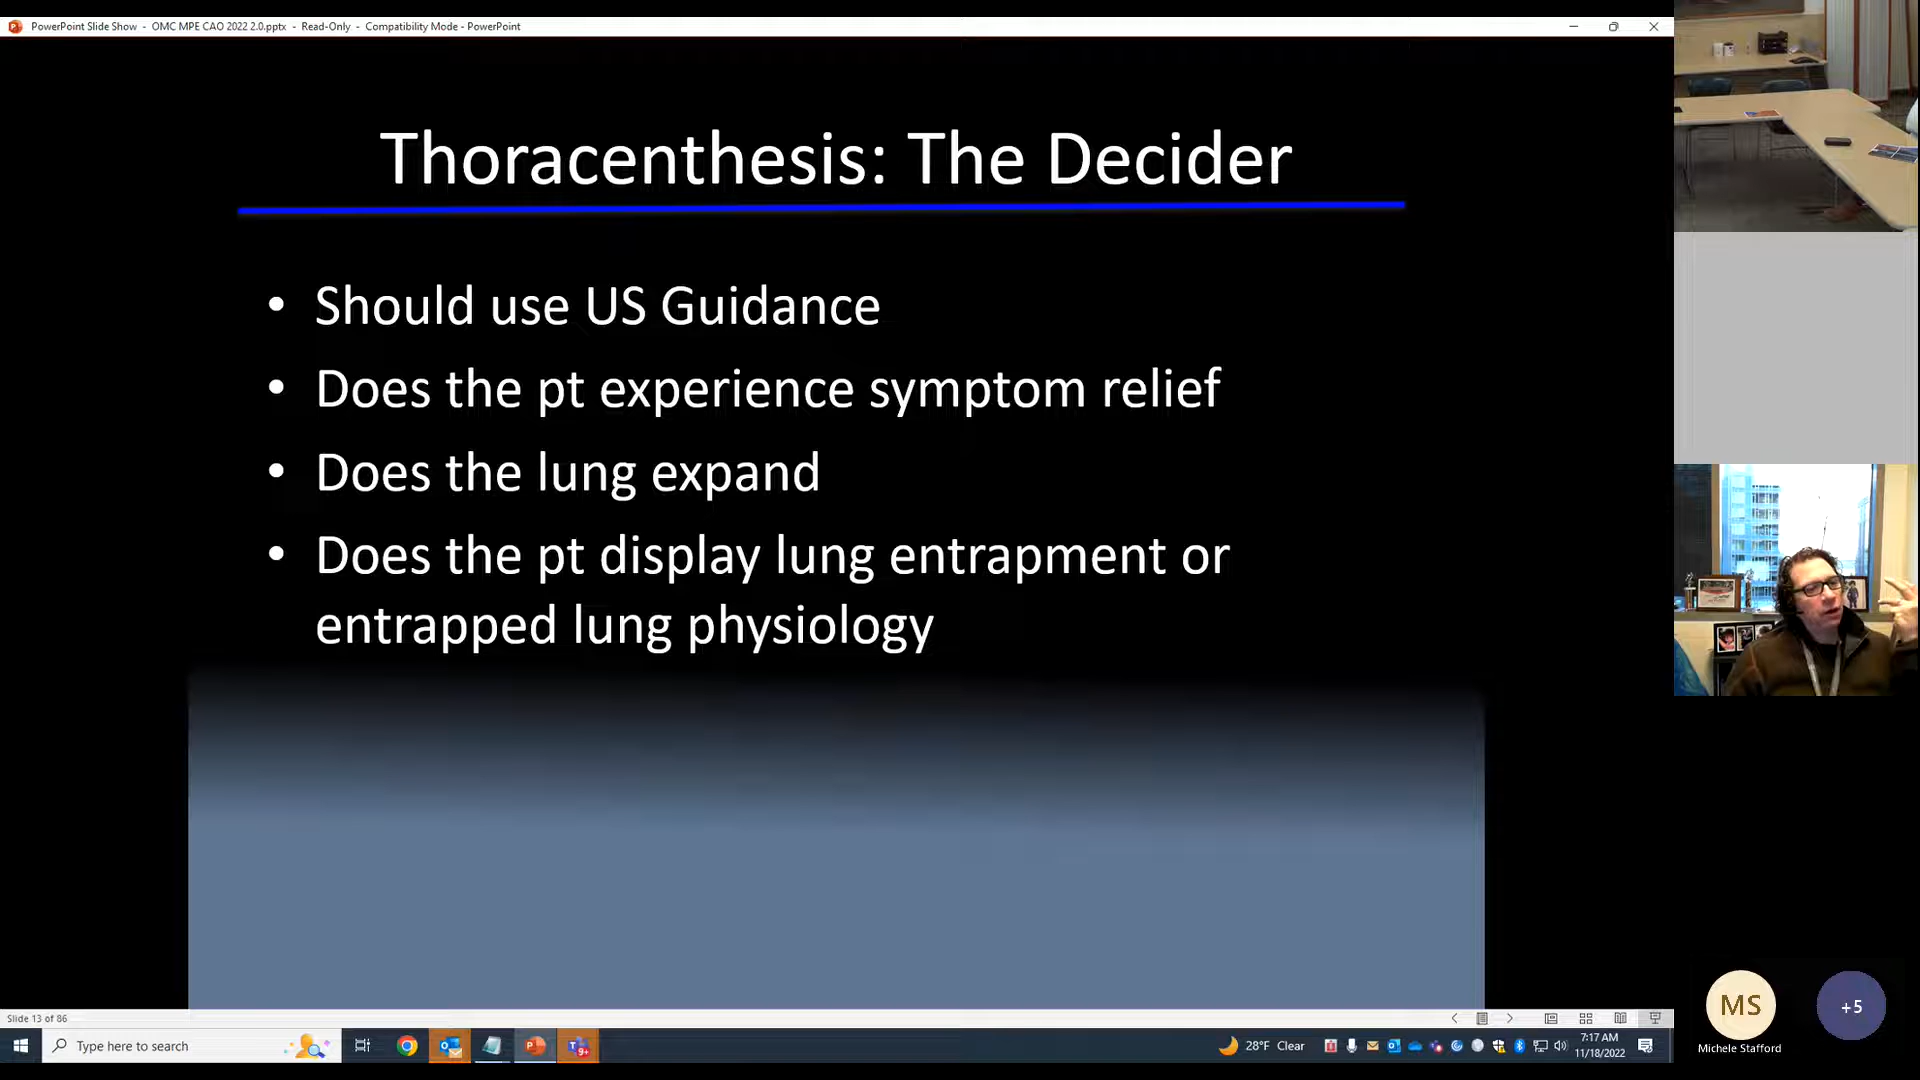 PowerPoint Slide Show - OMC MPE CAO 2022 2.0.pptx - Read-Only - Compatibility Mode - PowerPoint
Thoracenthesis: The Decider
• Should use US Guidance
• Does the pt experience symptom relief
• Does the lung expand
• Does the pt display lung entrapment or
entrapped lung physiology
Slide 13 of 86
Type here to search
9+
28°F Clear
7:17 AM
11/18/2022
MS
+5
Michele Stafford